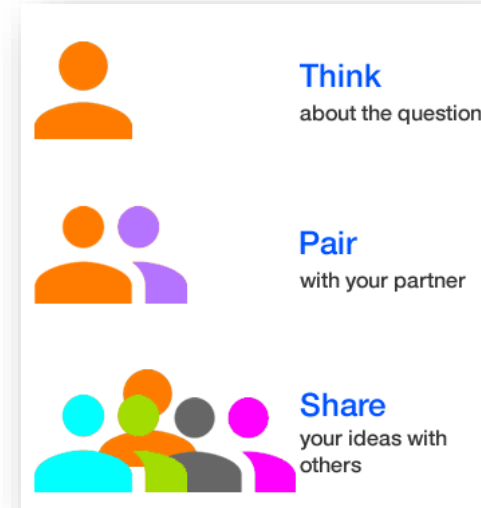 Think
about the question
Pair
with your partner
Share
your ideas with
others